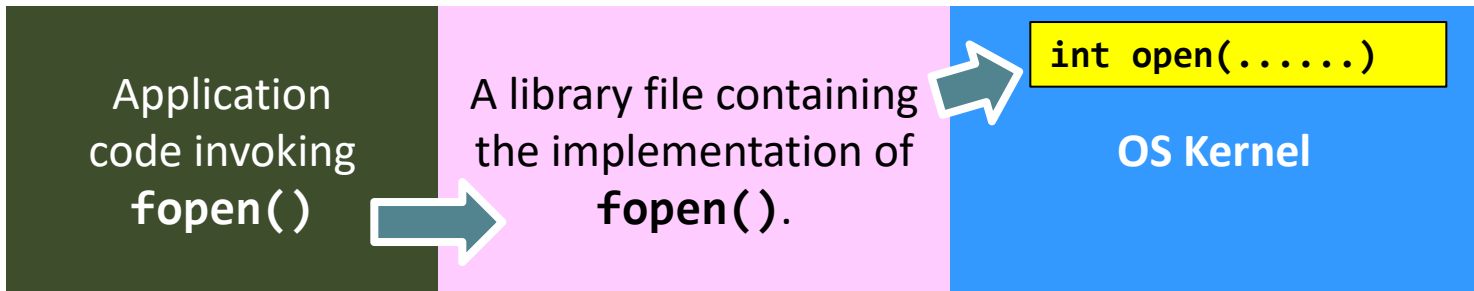 Application
code invoking
fopen()
A library file containing
the implementation of
fopen().
int open(......)
OS Kernel